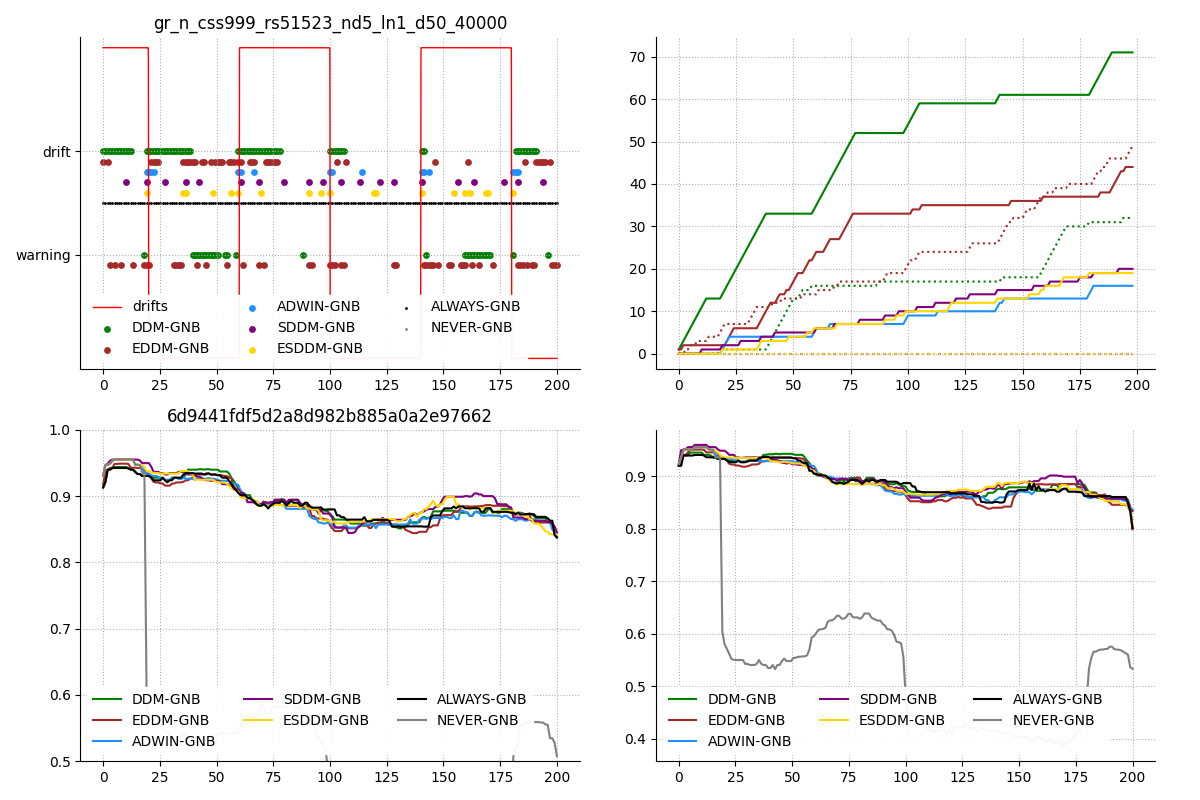 gr_n_css999_rs51523_nd5_ln1_d50_40000
drift
warning
drifts
DDM-GNB
EDDM-GNB
ADWIN-GNB
SDDM-GNB
ESDDM-GNB
ALWAYS-GNB
NEVER-GNB
0 25 50 75 100 125 150 175 200
70
60
50
40
30
20
10
0
0 25 50 75 100 125 150 175 200
6d9441fdf5d2a8d982b885a0a2e97662
1.0
0.9
0.8
0.7
0.6
0.5
DDM-GNB
EDDM-GNB
ADWIN-GNB
SDDM-GNB
ESDDM-GNB
ALWAYS-GNB
NEVER-GNB
0 25 50 75 100 125 150 175 200
0.9
0.8
0.7
0.6
0.5
0.4
DDM-GNB
EDDM-GNB
ADWIN-GNB
SDDM-GNB
ESDDM-GNB
ALWAYS-GNB
NEVER-GNB
0 25 50 75 100 125 150 175 200